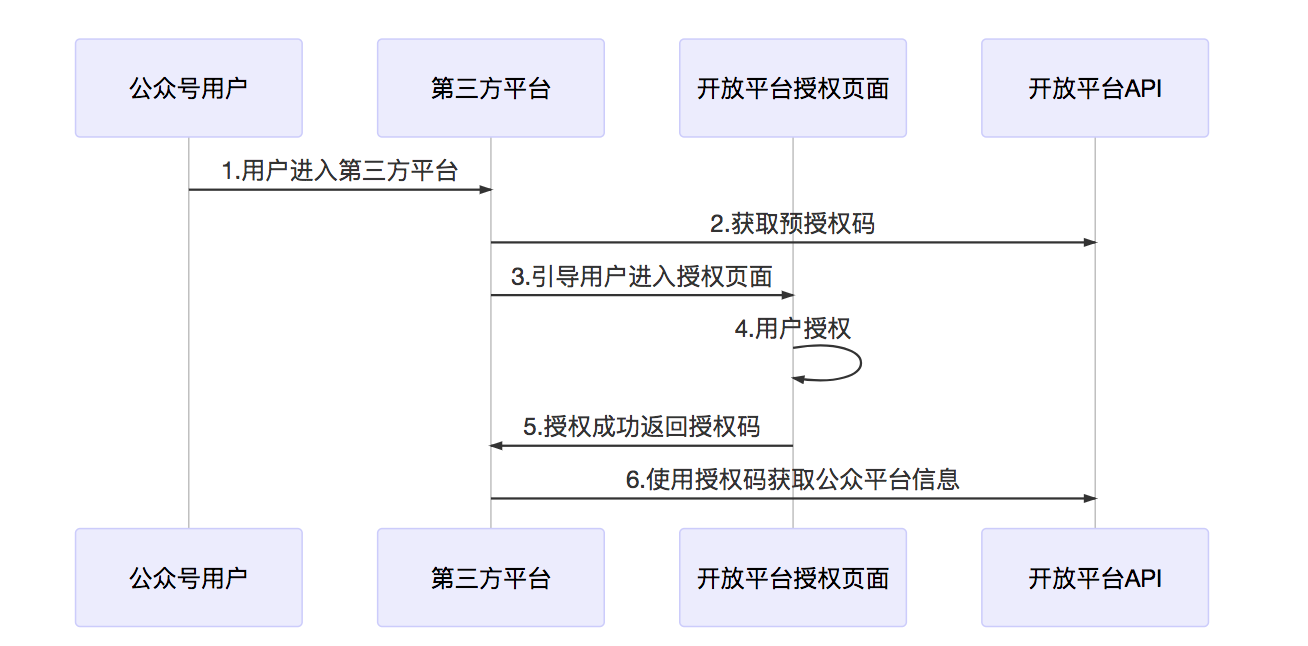 公众号用户
第三方平台
开放平台授权页面
开放平台API
1.用户进入第三方平台
2.获取预授权码
3.引导用户进入授权页面
4.用户授权
5.授权成功返回授权码
6.使用授权码获取公众平台信息
公众号用户
第三方平台
开放平台授权页面
开放平台API